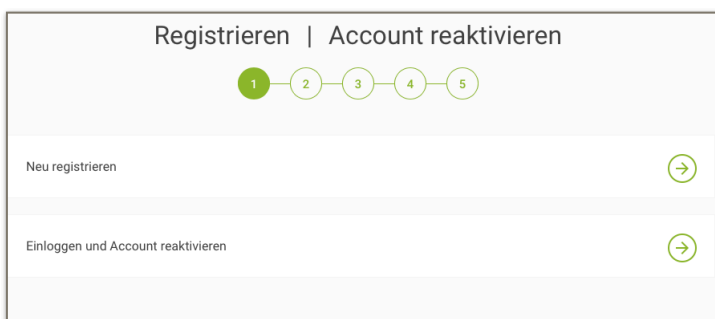 Registrieren | Account reaktivieren
1 2 3 4 5
Neu registrieren
Einloggen und Account reaktivieren